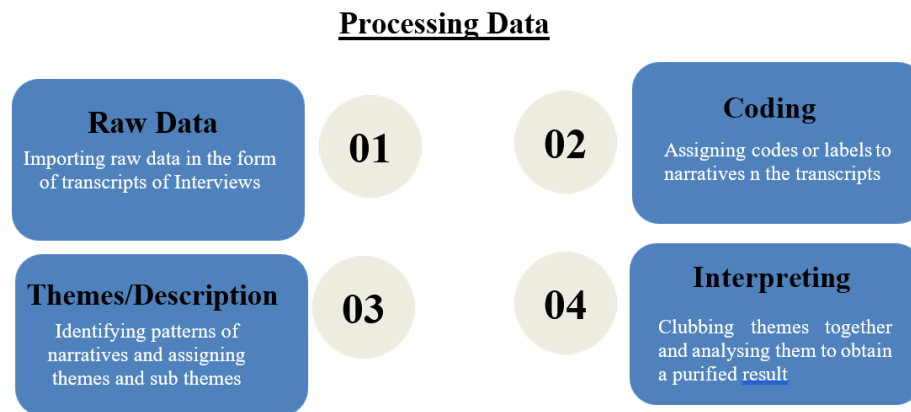 Processing Data
Raw Data
Importing raw data in the form
of transcripts of Interviews
01
02
Coding
Assigning codes or labels to
narratives n the transcripts
Themes/Description
Identifying patterns of
narratives and assigning
themes and sub themes
03
04
Interpreting
Clubbing themes together
and analysing them to obtain
a purified result